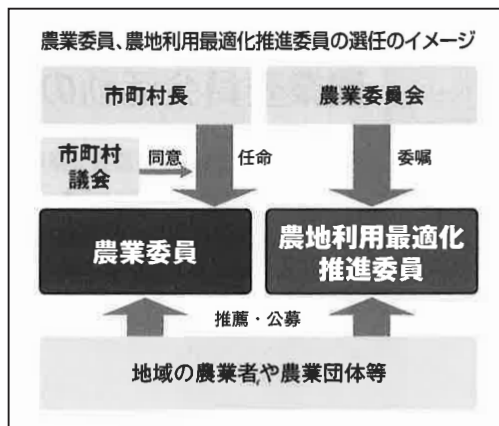 農業委員、農地利用最適化推進委員の選任のイメージ
市町村長
農業委員会
市町村
議会
同意
任命
委嘱
農業委員
農地利用最適化
推進委員
推薦・公募
地域の農業者や農業団体等